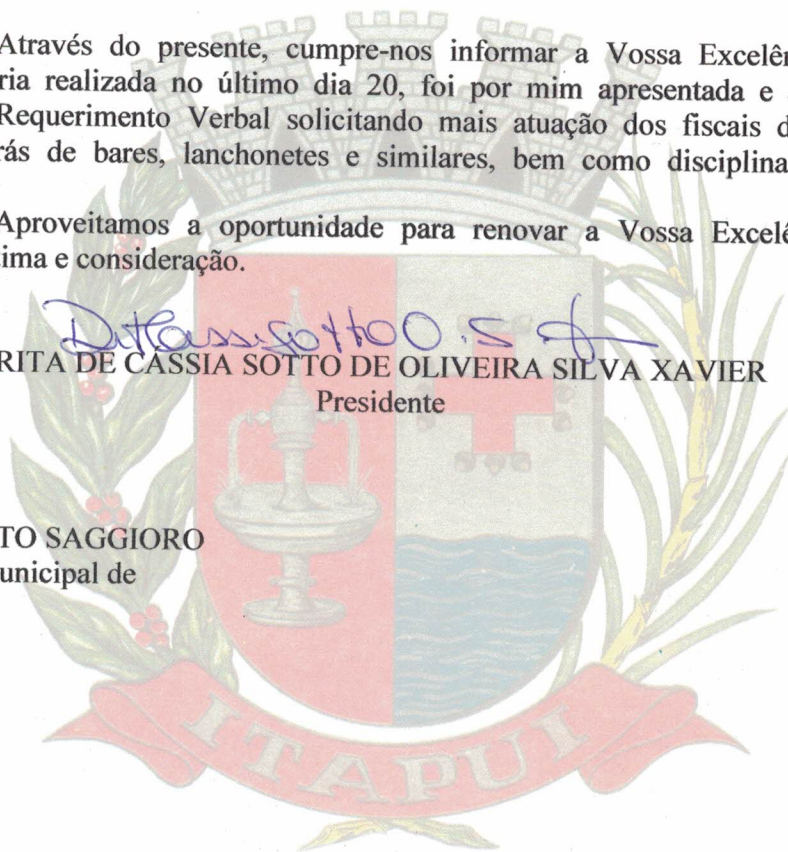 Através do presente, cumpre-nos informar a Vossa Excelên
ria realizada no último dia 20, foi por mim apresentada e
Requerimento Verbal solicitando mais atuação dos fiscais d
rás de bares, lanchonetes e similares, bem como disciplina
Aproveitamos a oportunidade para renovar a Vossa Excelê
ima e consideração.
RITA DE CÁSSIA SOTTO DE OLIVEIRA SILVA XAVIER
Presidente
TO SAGGIORO
unicipal de
ITAPUI